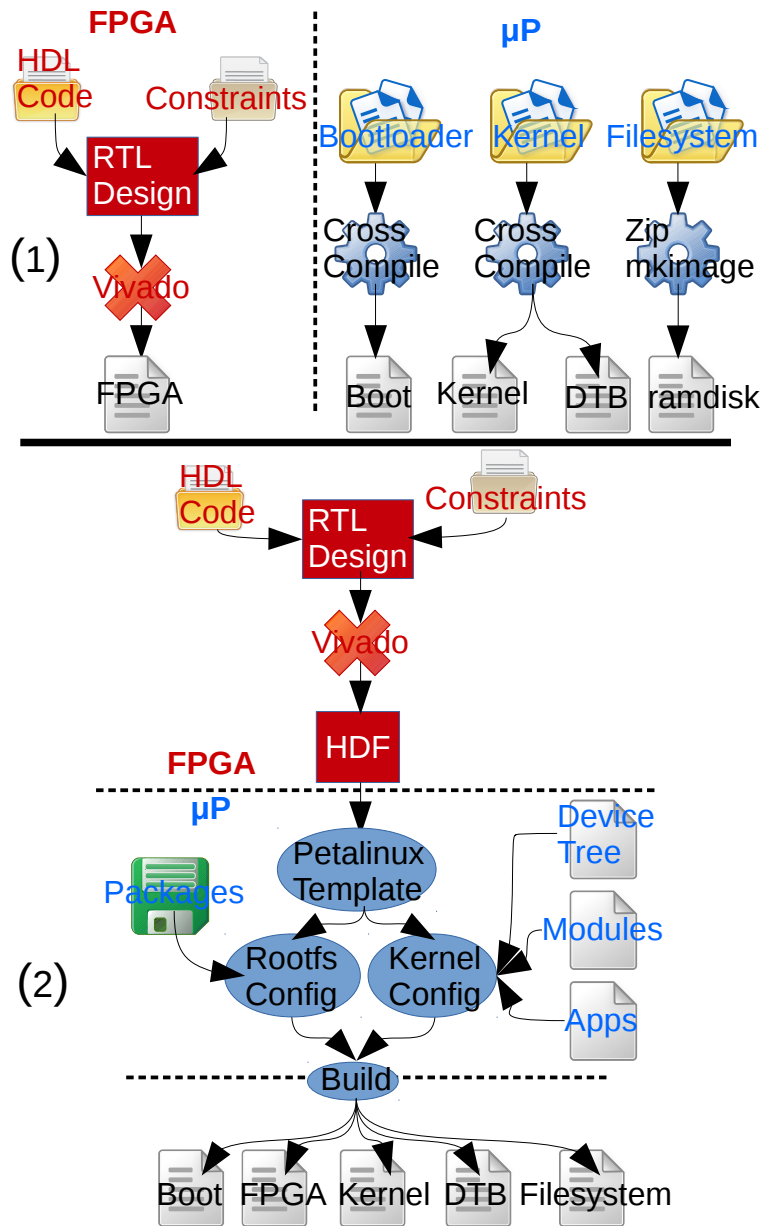 FPGA
μP
HDL
Code
Constraints
Bootloader
Kernel
Filesystem
RTL
Design
Cross
Compile
Cross
Compile
Zip
mkimage
(1)
Vivado
FPGA
Boot
Kernel
DTB
ramdisk
HDL
Code
Constraints
RTL
Design
Vivado
HDF
FPGA
μP
Device
Tree
Petalinux
Template
Packages
Modules
Rootfs
Config
Kernel
Config
(2)
Apps
Build
Boot
FPGA
Kernel
DTB
Filesystem